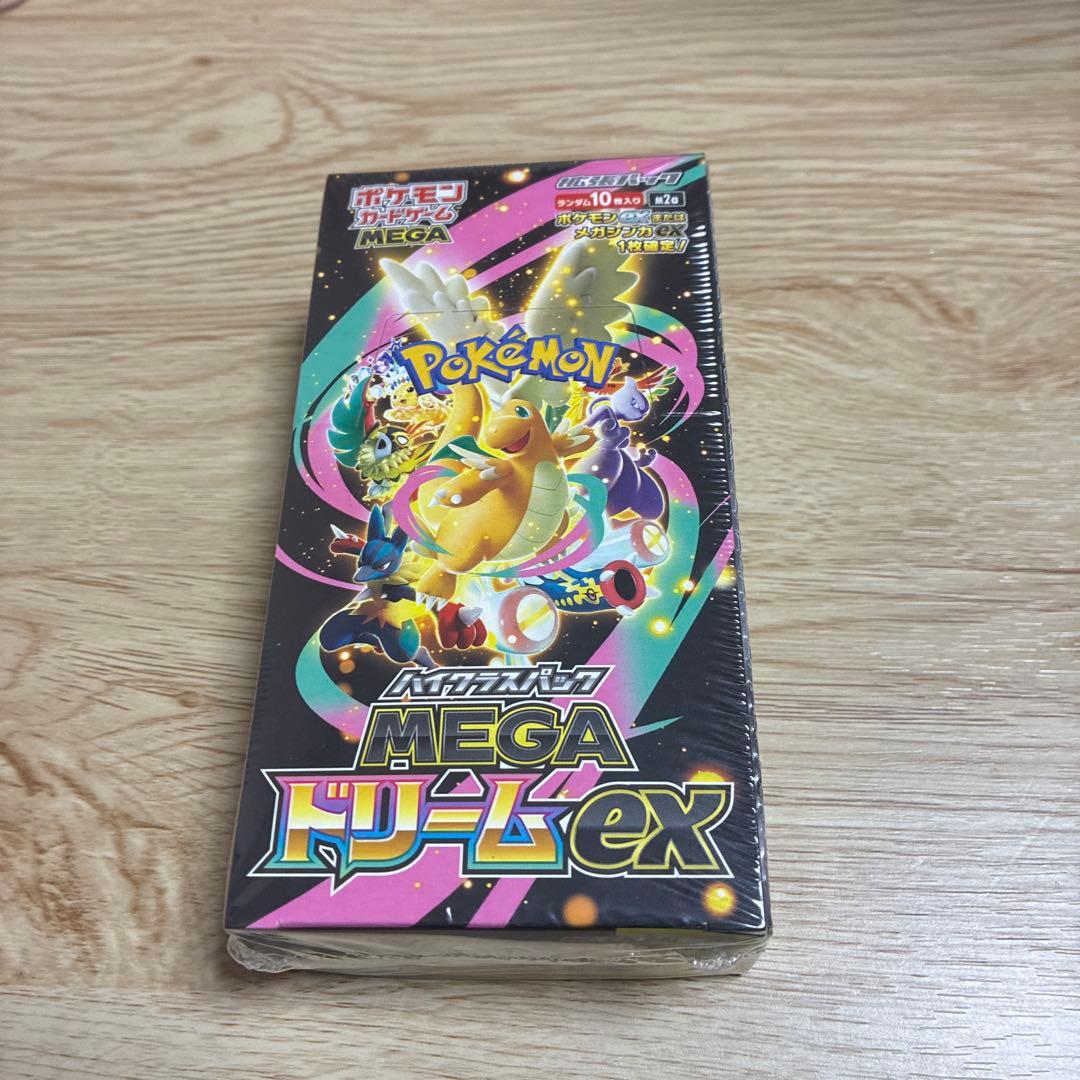 ポケモン
カードゲーム
MEGA
拡張パック
ランダム10枚入り
M2a
ポケモンexまたは
メガシンカex
1枚確定!
POKéMON
ハイクラスパック
MEGA
ドリームex